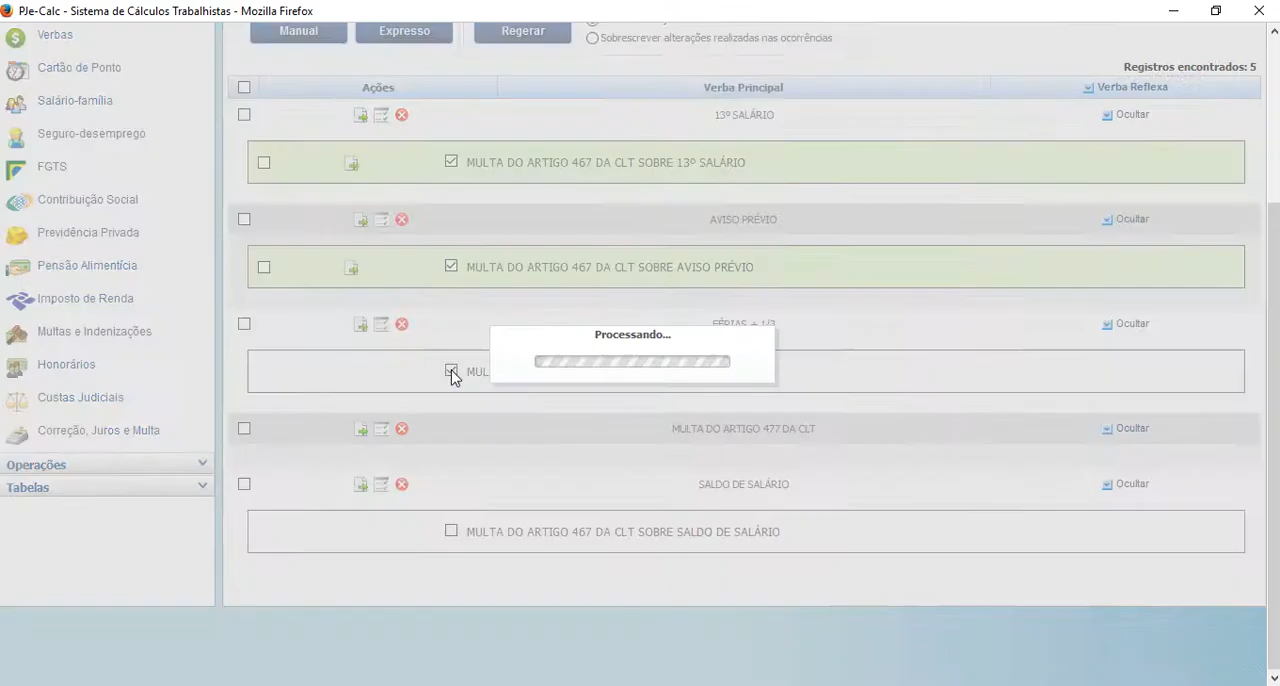 PJe-Calc - Sistema de Cálculos Trabalhistas - Mozilla Firefox
Verbas
Cartão de Ponto
Salário-família
Seguro-desemprego
FGTS
Contribuição Social
Previdência Privada
Pensão Alimentícia
Imposto de Renda
Multas e Indenizações
Honorários
Custas Judiciais
Correção, Juros e Multa
Operações
Tabelas
Manual
Expresso
Regerar
Sobrescrever alterações realizadas nas ocorrências
Registros encontrados: 5
Ações
Verba Principal
Verba Reflexa
13º SALÁRIO
Ocultar
MULTA DO ARTIGO 467 DA CLT SOBRE 13º SALÁRIO
AVISO PRÉVIO
Ocultar
MULTA DO ARTIGO 467 DA CLT SOBRE AVISO PRÉVIO
FÉRIAS + 1/3
Ocultar
Processando...
MUL
MULTA DO ARTIGO 477 DA CLT
Ocultar
SALDO DE SALÁRIO
Ocultar
MULTA DO ARTIGO 467 DA CLT SOBRE SALDO DE SALÁRIO